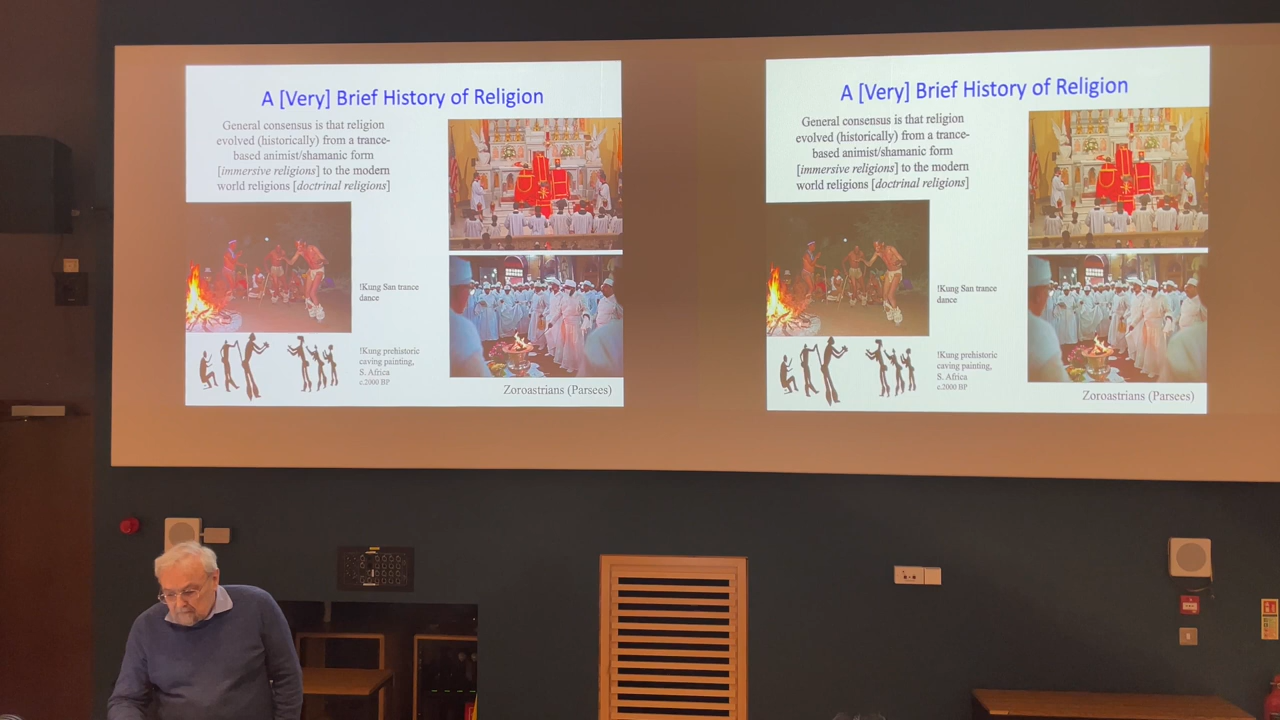 A [Very] Brief History of Religion
General consensus is that religion
evolved (historically) from a trance-
based animist/shamanic form
[immersive religions] to the modern
world religions [doctrinal religions]
!Kung San trance
dance
!Kung prehistoric
caving painting,
S. Africa
c.2000 BP
Zoroastrians (Parsees)
A [Very] Brief History of Religion
General consensus is that religion
evolved (historically) from a trance-
based animist/shamanic form
[immersive religions] to the modern
world religions [doctrinal religions]
!Kung San trance
dance
!Kung prehistoric
caving painting,
S. Africa
c.2000 BP
Zoroastrians (Parsees)